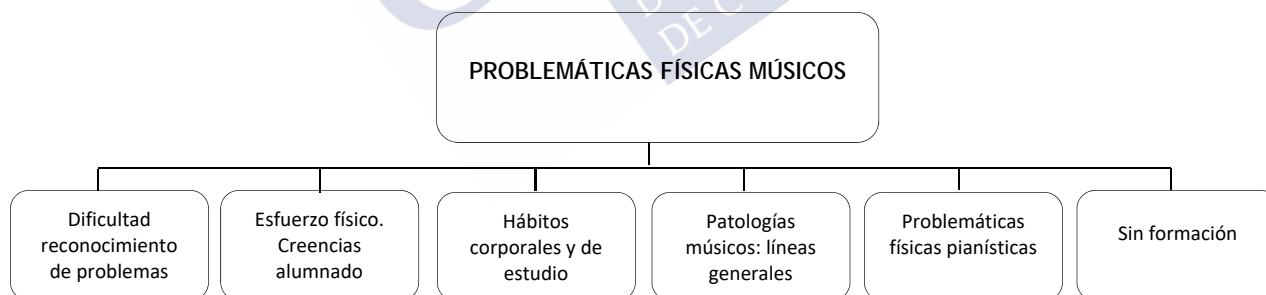 DE C
PROBLEMÁTICAS FÍSICAS MÚSICOS
Dificultad
reconocimiento
de problemas
Esfuerzo físico.
Creencias
alumnado
Hábitos
corporales y de
estudio
Patologías
músicos: líneas
generales
Problemáticas
físicas pianísticas
Sin formación